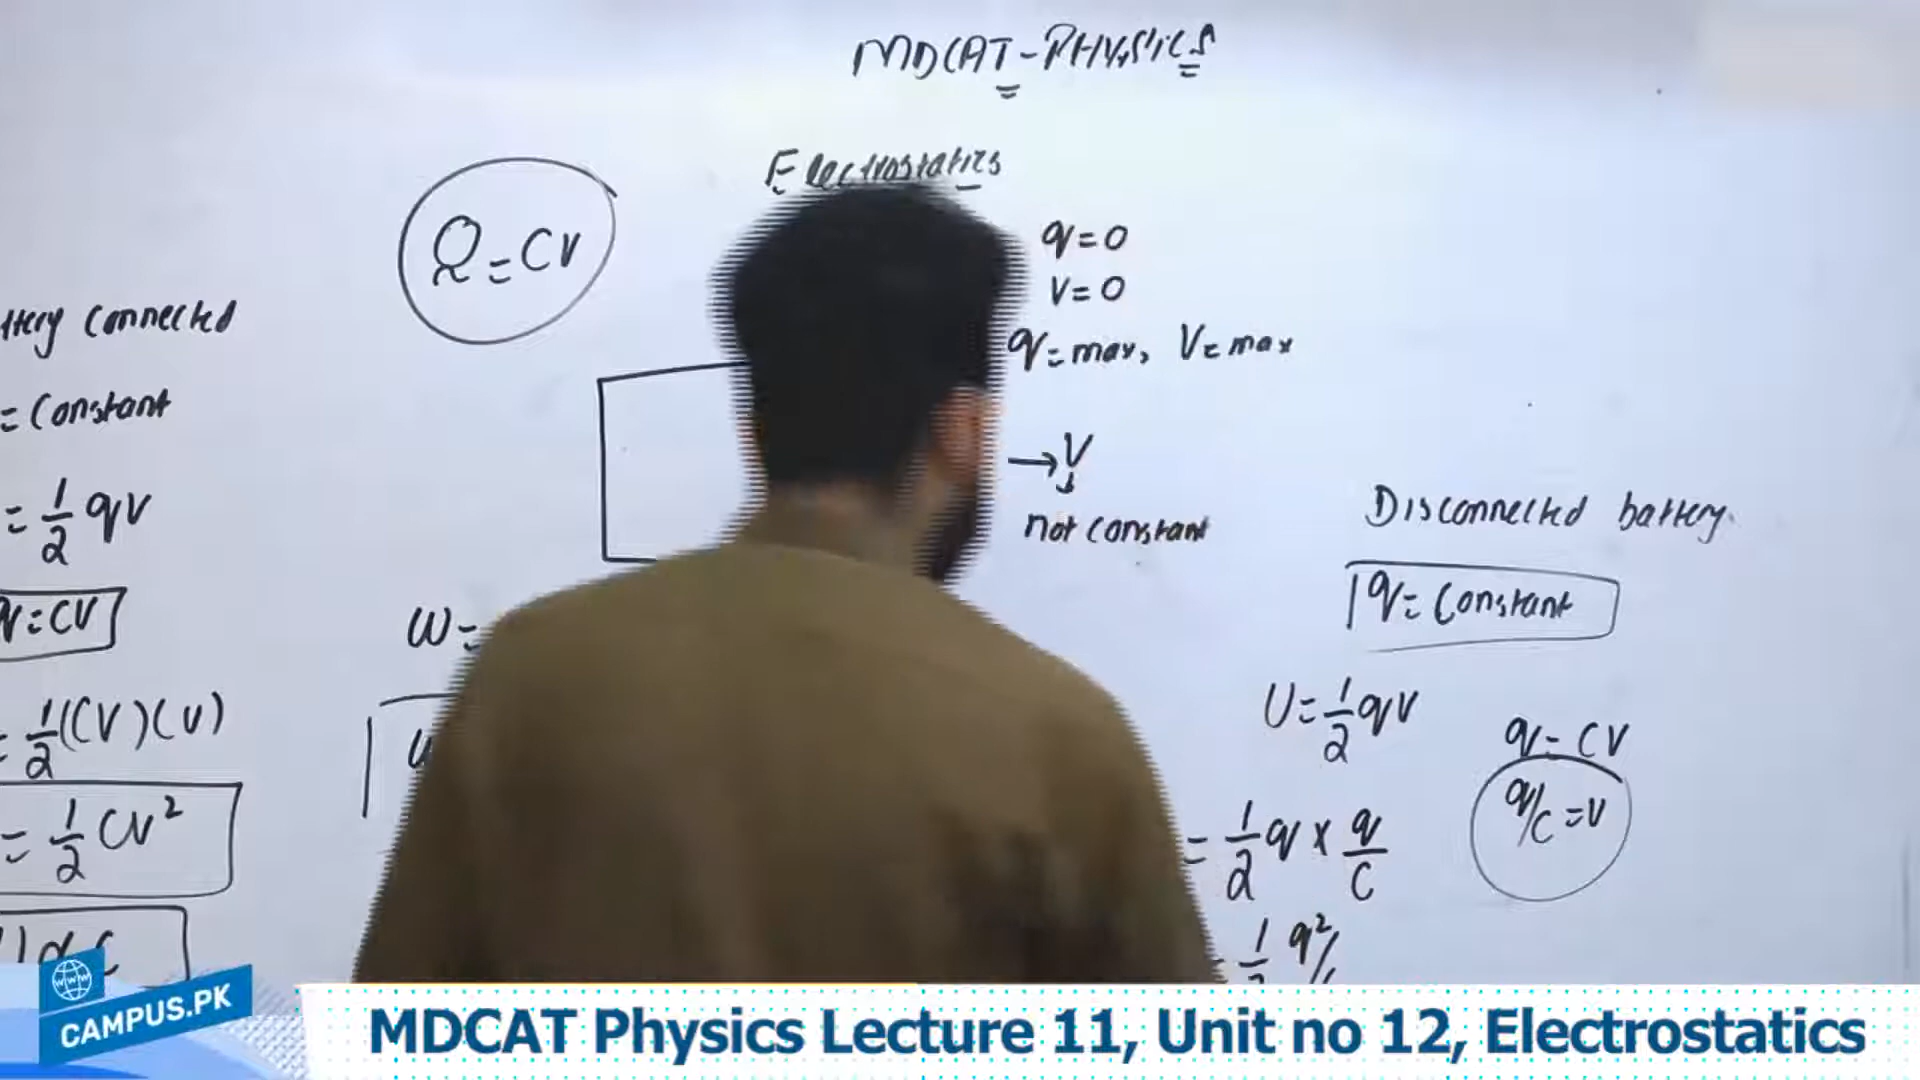 MDCAT-PHYSICS
Electrostatics
Q=CV
q=0
V=0
q=max, V=max
→V
not constant
connected
= Constant
= 1/2 qV
q=CV
= 1/2 (CV)(V)
= 1/2 CV²
W=
U
Disconnected battery
q= Constant
U= 1/2 qV
q= CV
q/C =V
= 1/2 q x q/C
CAMPUS.PK
MDCAT Physics Lecture 11, Unit no 12, Electrostatics